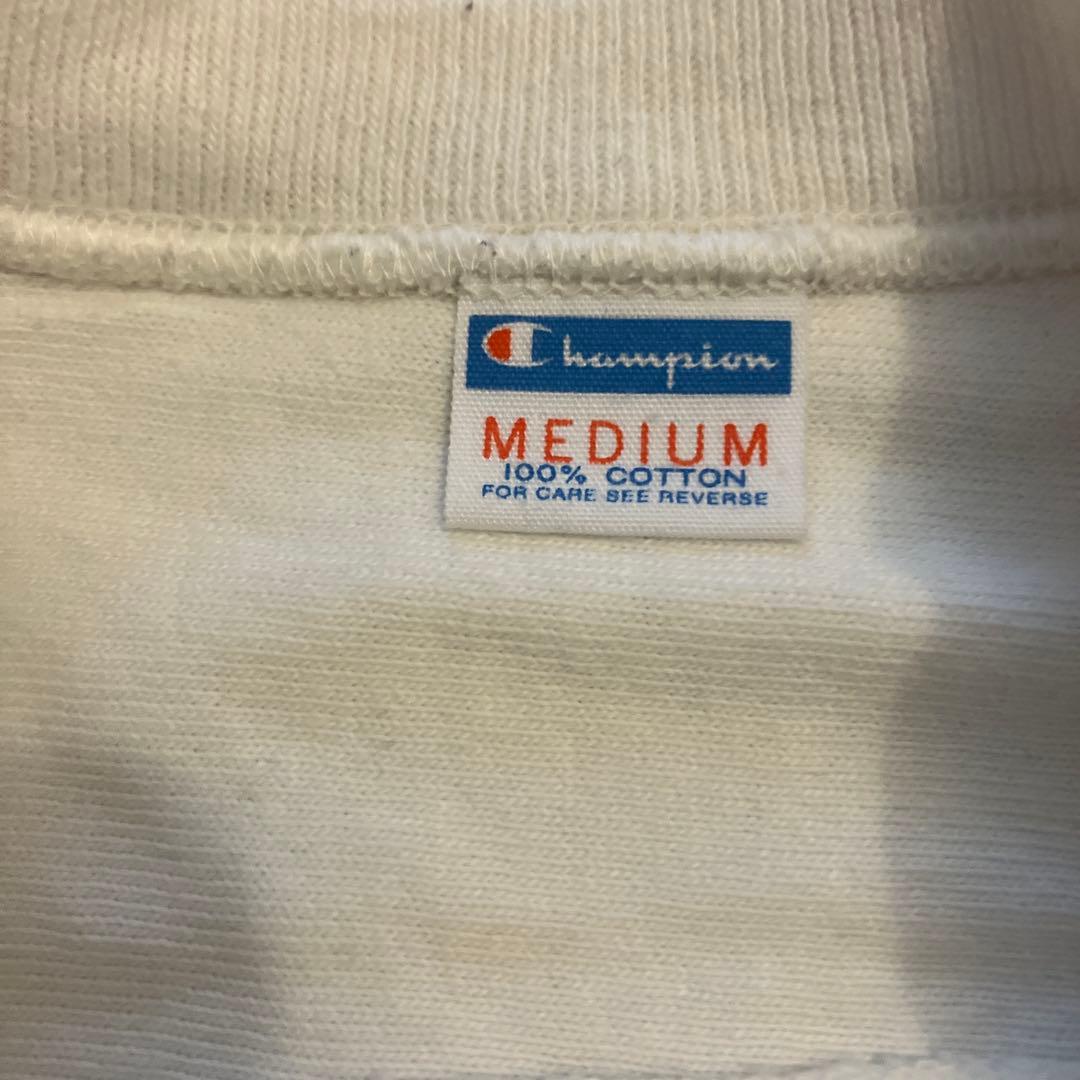 Champion
MEDIUM
100% COTTON
FOR CARE SEE REVERSE